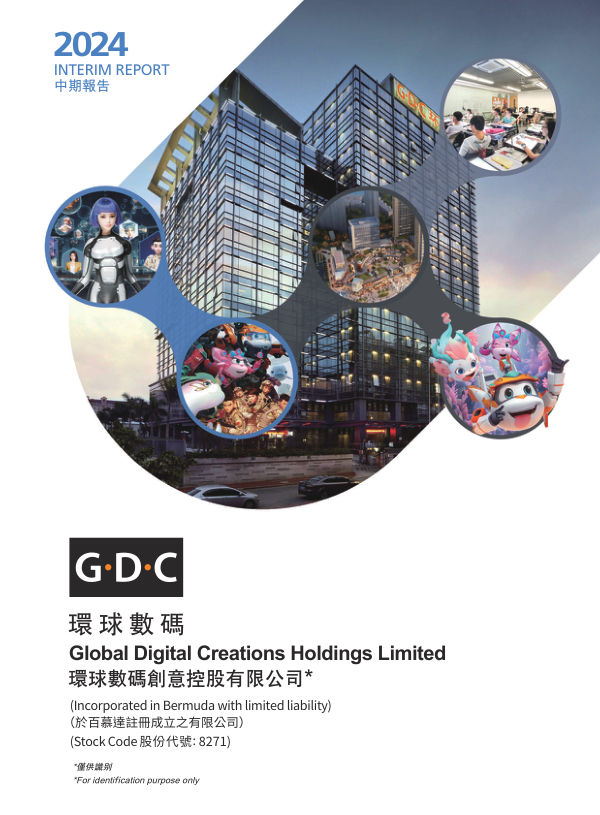 2024
INTERIM REPORT
中期報告
G·D·C
G·D·C
環球數碼
Global Digital Creations Holdings Limited
環球數碼創意控股有限公司*
(Incorporated in Bermuda with limited liability)
(於百慕達註冊成立之有限公司)
(Stock Code 股份代號: 8271)
*僅供識別
*For identification purpose only